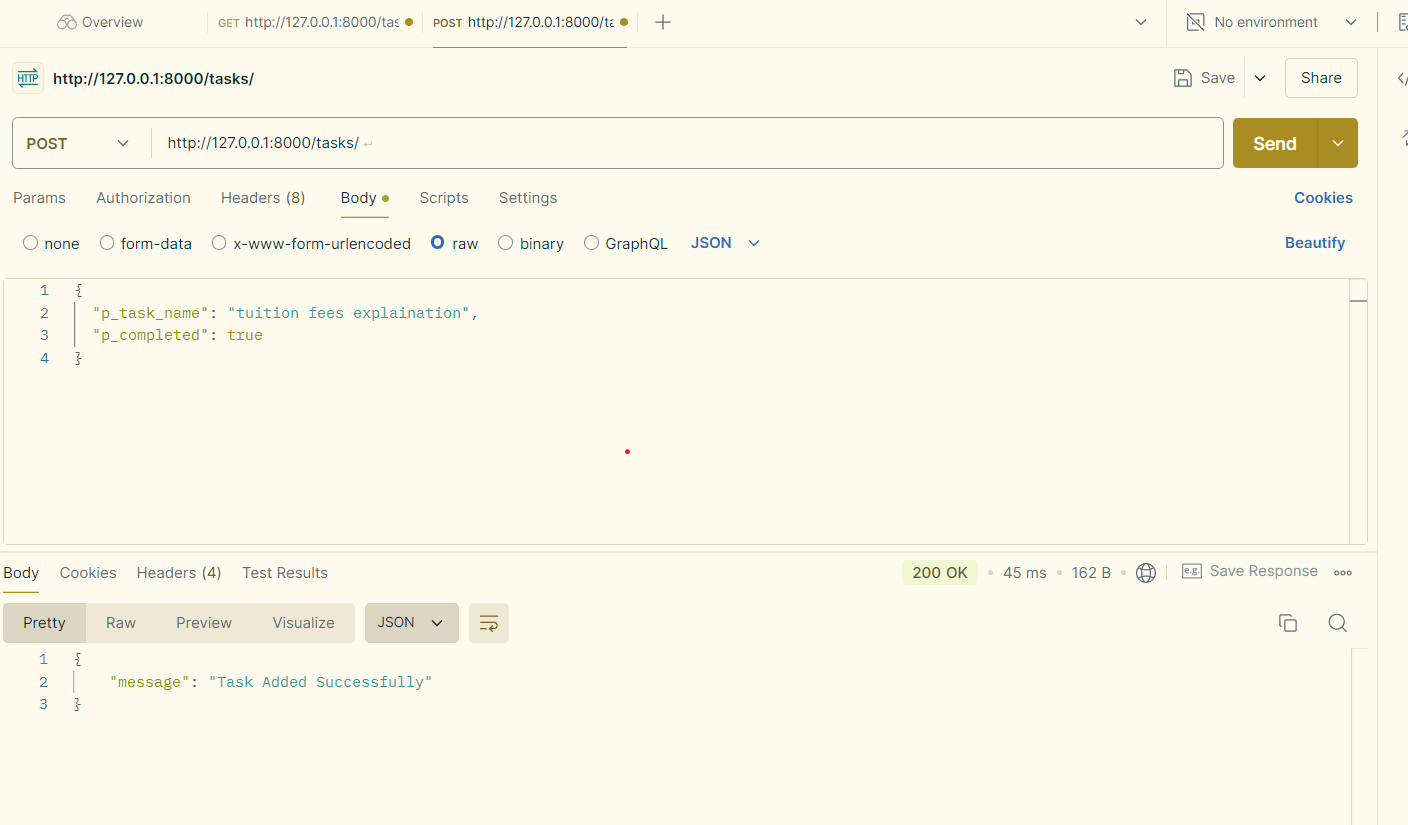 Overview
GET http://127.0.0.1:8000/tas
POST http://127.0.0.1:8000/ta
No environment
HTTP http://127.0.0.1:8000/tasks/
Save
Share
POST
http://127.0.0.1:8000/tasks/
Send
Params Authorization Headers (8) Body Scripts Settings
Cookies
none form-data x-www-form-urlencoded raw binary GraphQL JSON
Beautify
1 {
2 "p_task_name": "tuition fees explaination",
3 "p_completed": true
4 }
Body Cookies Headers (4) Test Results
200 OK 45 ms 162 B e.g. Save Response
Pretty Raw Preview Visualize JSON
1 {
2 "message": "Task Added Successfully"
3 }